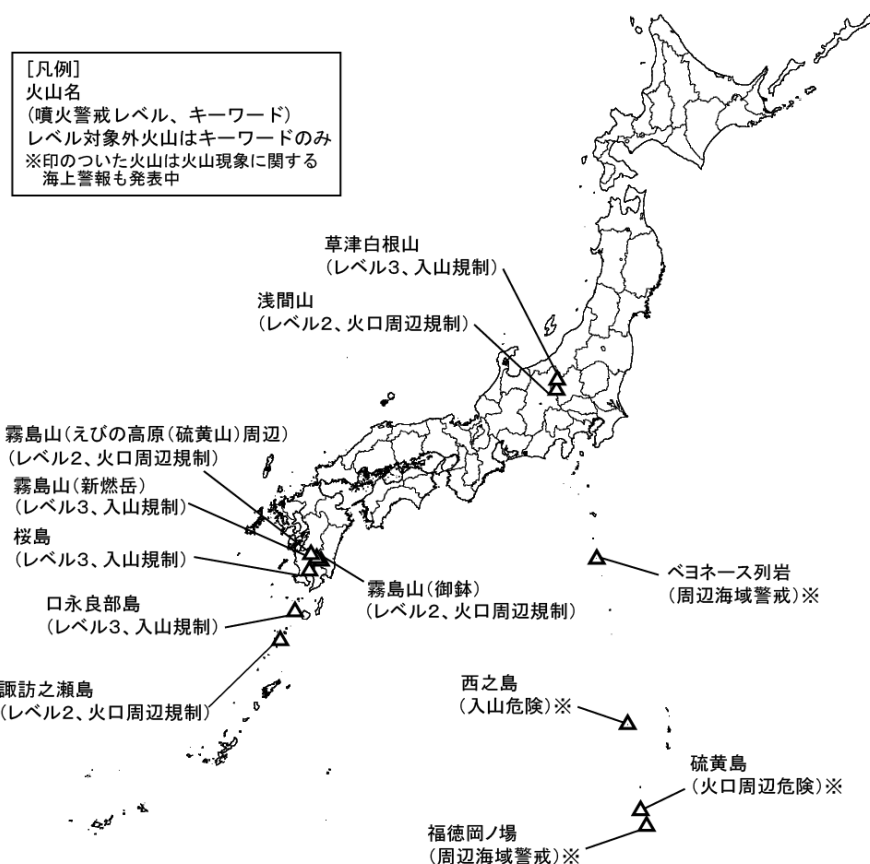 [凡例]
火山名
(噴火警戒レベル、キーワード)
レベル対象外火山はキーワードのみ
※印のついた火山は火山現象に関する
海上警報も発表中
草津白根山
(レベル3、入山規制)
浅間山
(レベル2、火口周辺規制)
霧島山(えびの高原(硫黄山)周辺)
(レベル2、火口周辺規制)
霧島山(新燃岳)
(レベル3、入山規制)
桜島
(レベル3、入山規制)
霧島山(御鉢)
(レベル2、火口周辺規制)
ベヨネース列岩
(周辺海域警戒)※
口永良部島
(レベル3、入山規制)
諏訪之瀬島
(レベル2、火口周辺規制)
西之島
(入山危険)※
硫黄島
(火口周辺危険)※
福徳岡ノ場
(周辺海域警戒)※